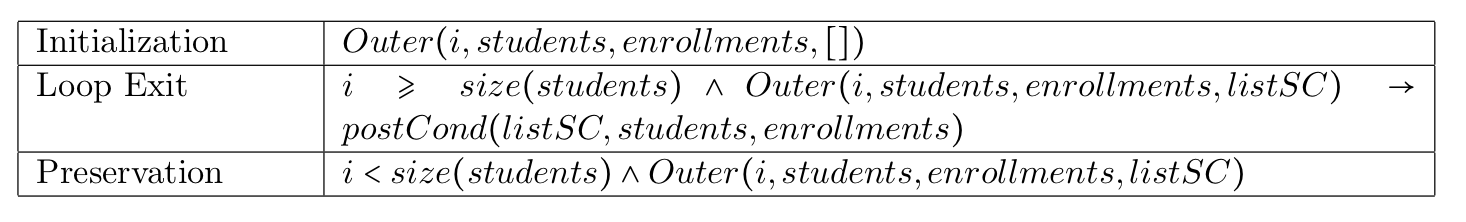 Initialization Outer(i, students, enrollments, [])
Loop Exit i ⩾ size(students) ∧ Outer(i, students, enrollments, listSC) →
postCond(listSC, students, enrollments)
Preservation i < size(students) ∧ Outer(i, students, enrollments, listSC)